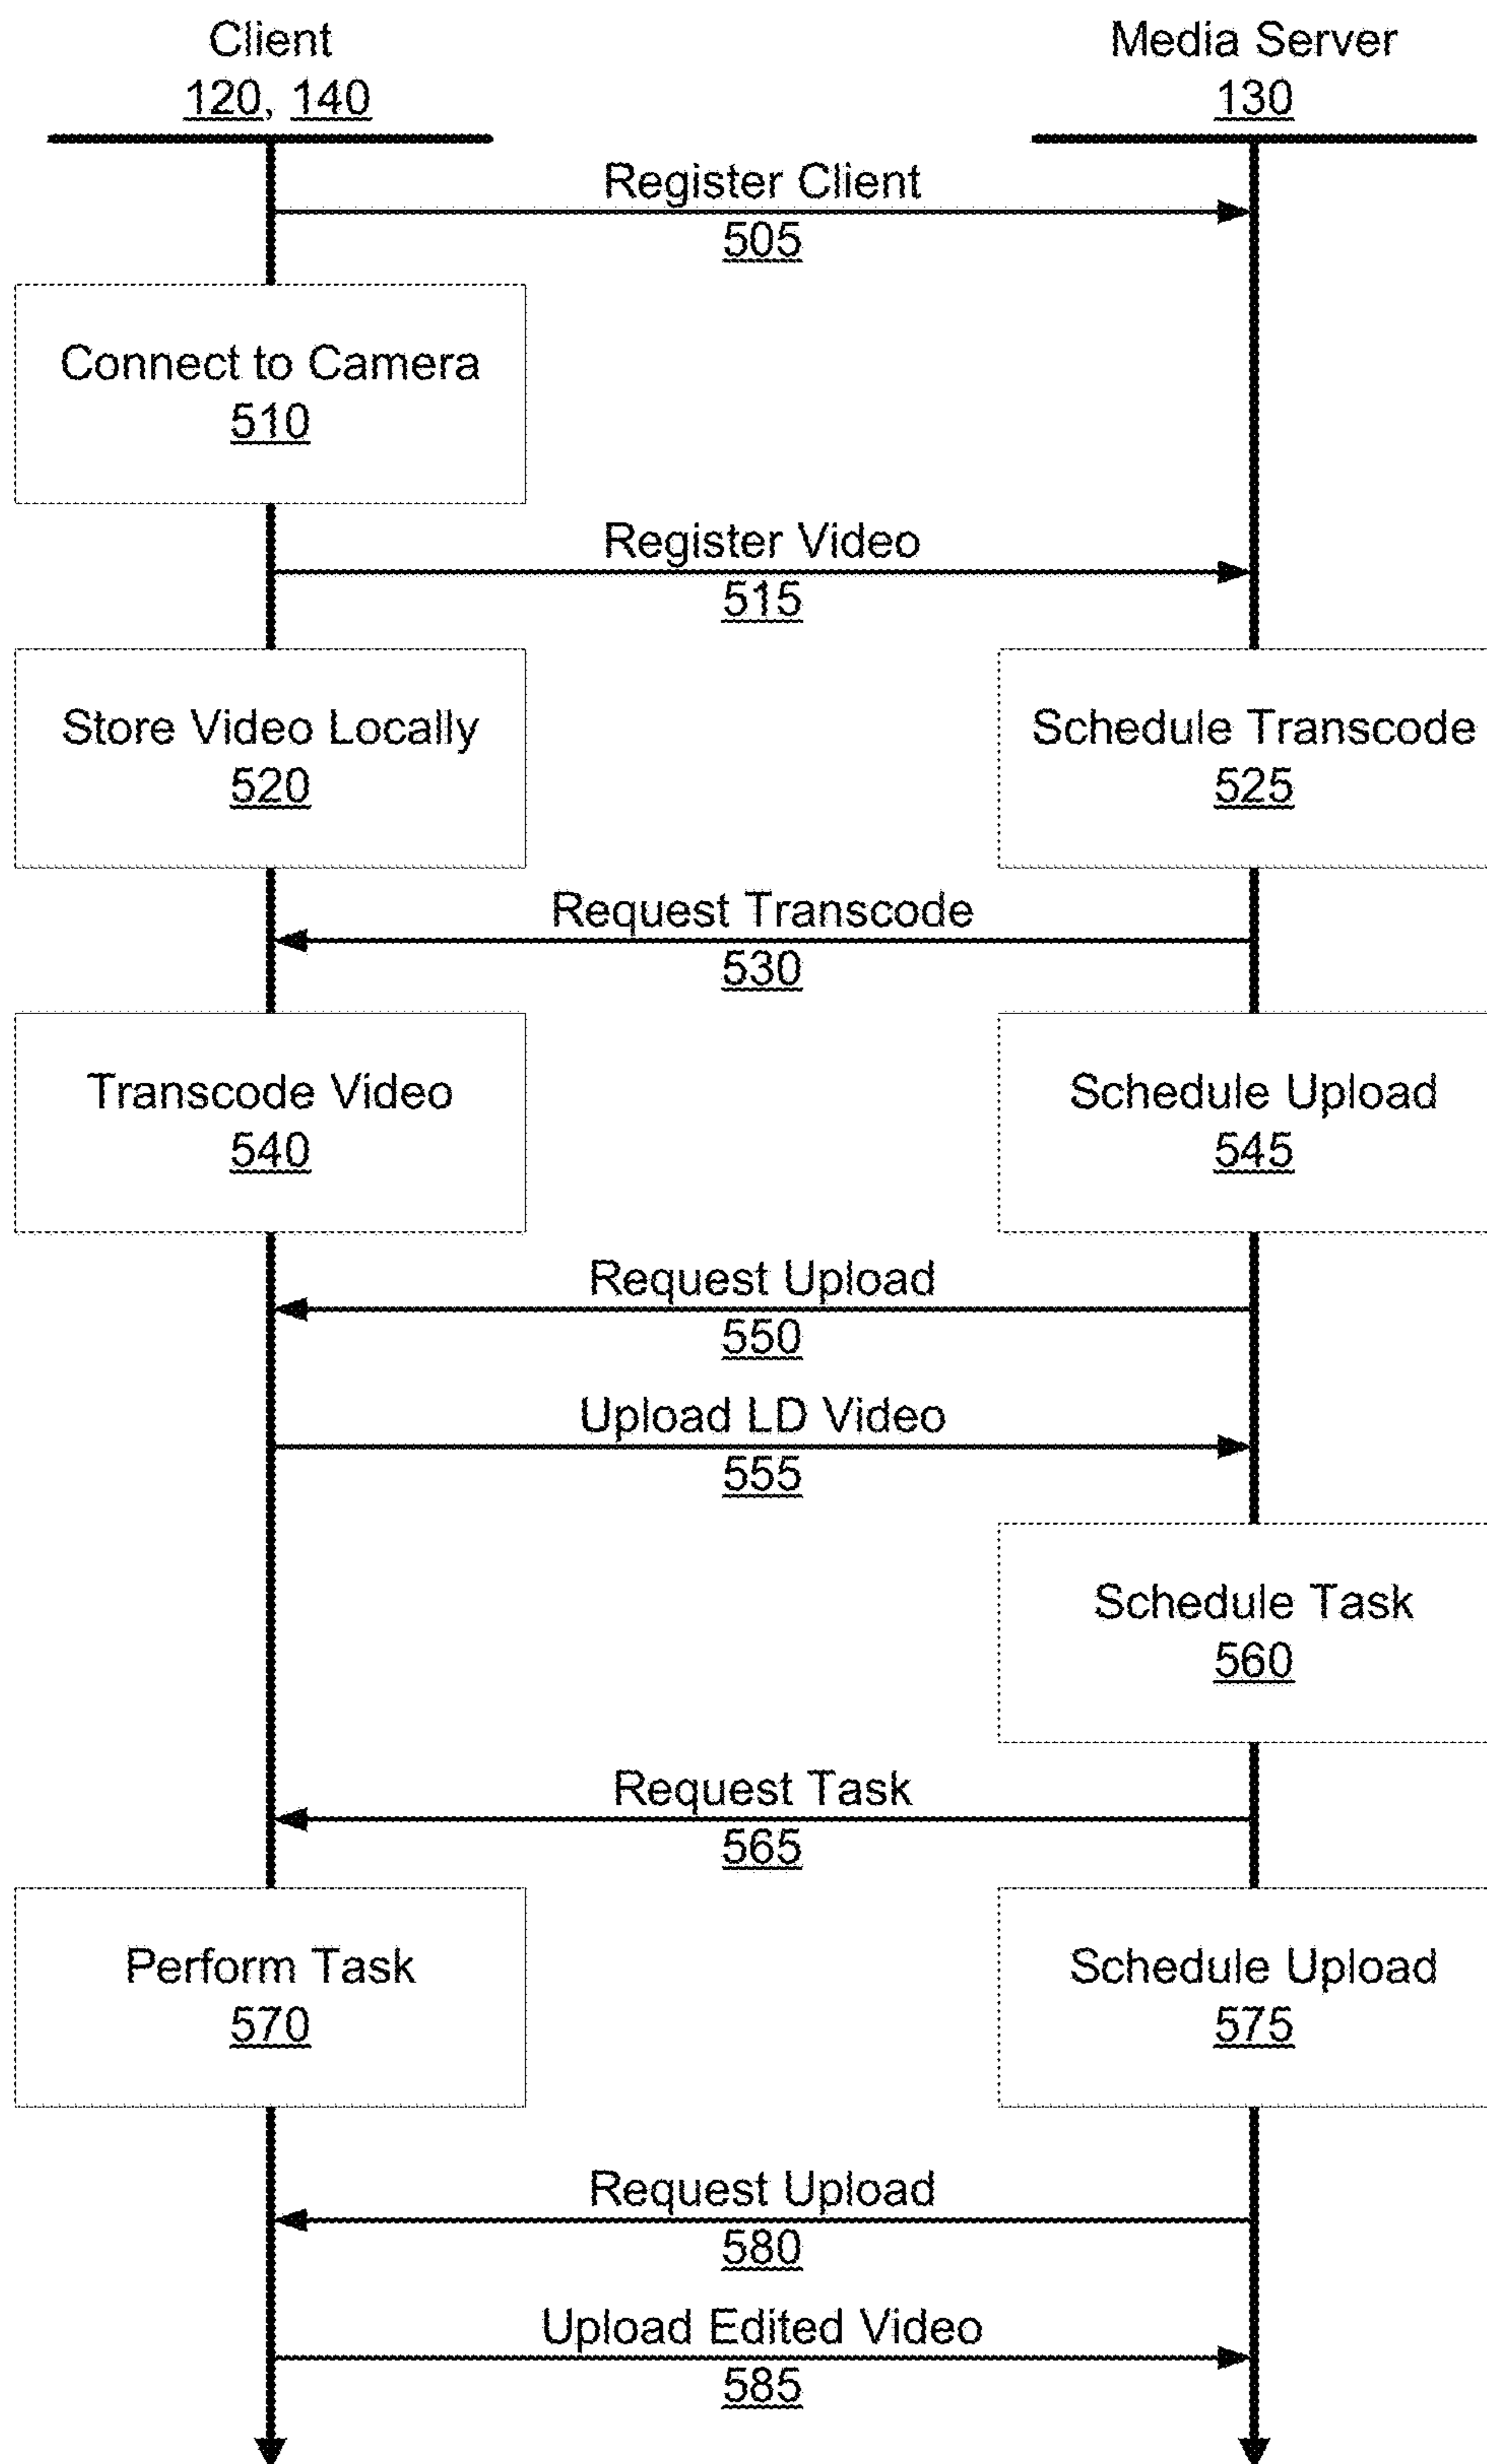 Client
120, 140
Media Server
130
Register Client
505
Connect to Camera
510
Register Video
515
Store Video Locally
520
Schedule Transcode
525
Request Transcode
530
Transcode Video
540
Schedule Upload
545
Request Upload
550
Upload LD Video
555
Schedule Task
560
Request Task
565
Perform Task
570
Schedule Upload
575
Request Upload
580
Upload Edited Video
585